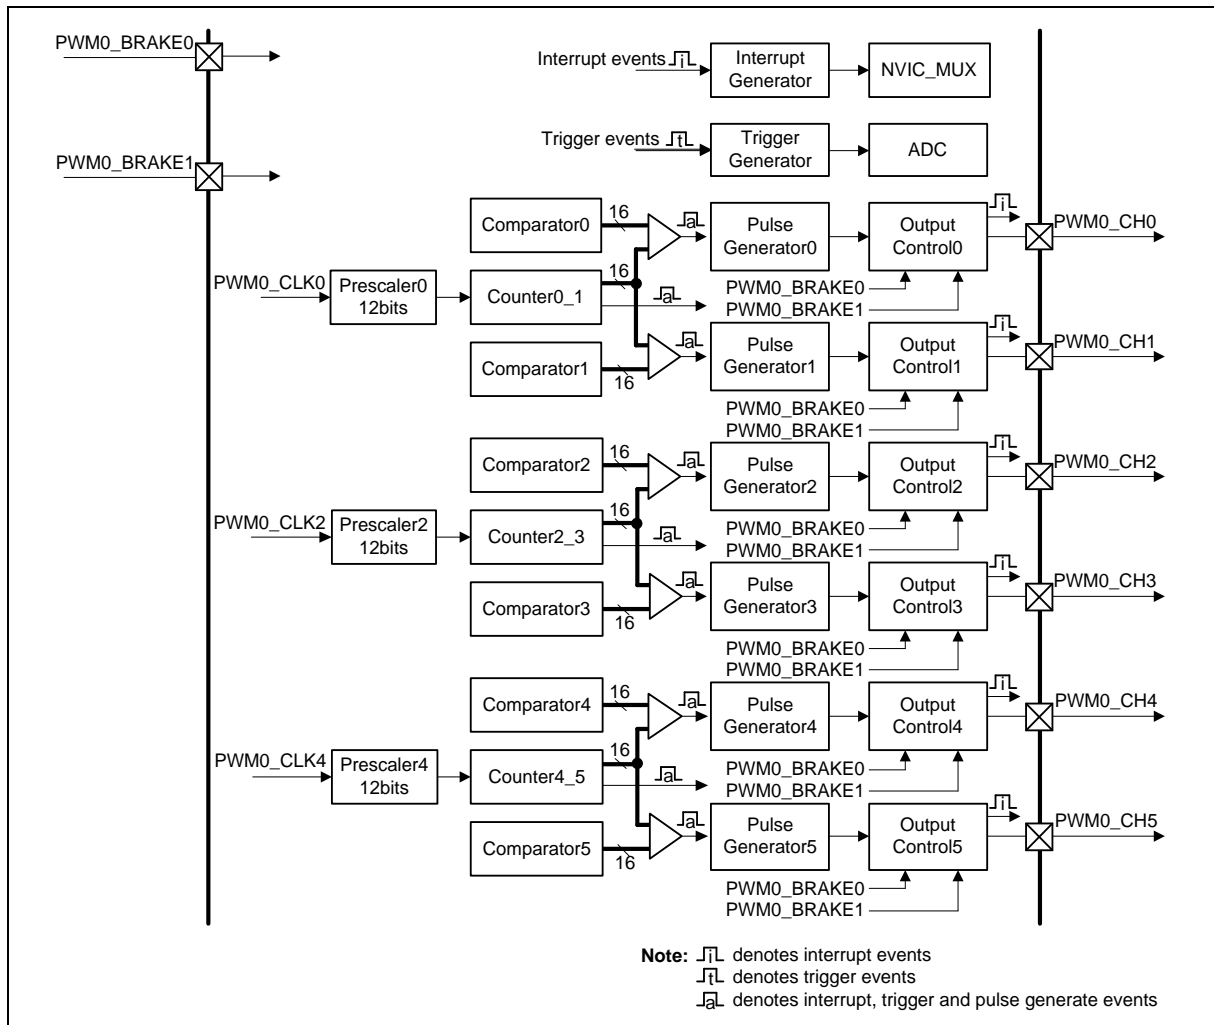 PWM0_BRAKE0
Interrupt events
i
Interrupt
Generator
NVIC_MUX
PWM0_BRAKE1
Trigger events
t
Trigger
Generator
ADC
Comparator0
16
a
Pulse
Generator0
Output
Control0
i
PWM0_CH0
PWM0_CLK0
Prescaler0
12bits
Counter0_1
16
a
PWM0_BRAKE0
PWM0_BRAKE1
Comparator1
16
a
Pulse
Generator1
Output
Control1
i
PWM0_CH1
PWM0_BRAKE0
PWM0_BRAKE1
Comparator2
16
a
Pulse
Generator2
Output
Control2
i
PWM0_CH2
PWM0_CLK2
Prescaler2
12bits
Counter2_3
16
a
PWM0_BRAKE0
PWM0_BRAKE1
Comparator3
16
a
Pulse
Generator3
Output
Control3
i
PWM0_CH3
PWM0_BRAKE0
PWM0_BRAKE1
Comparator4
16
a
Pulse
Generator4
Output
Control4
i
PWM0_CH4
PWM0_CLK4
Prescaler4
12bits
Counter4_5
16
a
PWM0_BRAKE0
PWM0_BRAKE1
Comparator5
16
a
Pulse
Generator5
Output
Control5
i
PWM0_CH5
PWM0_BRAKE0
PWM0_BRAKE1
Note: i denotes interrupt events
t denotes trigger events
a denotes interrupt, trigger and pulse generate events